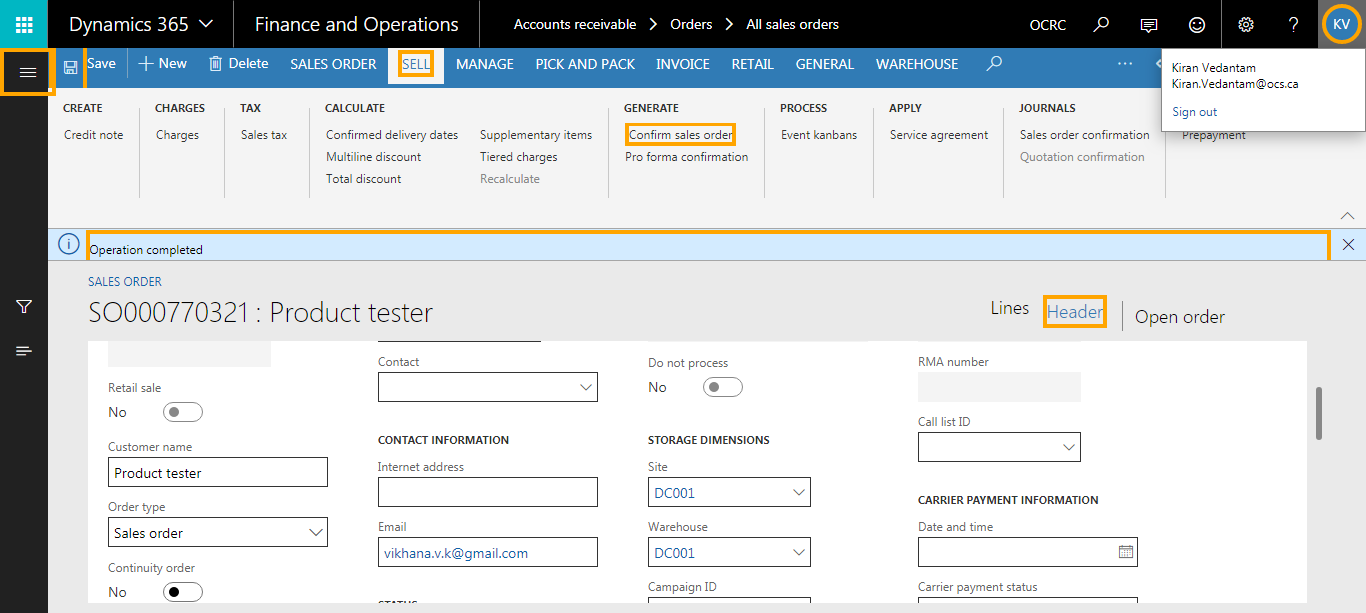 Dynamics 365
Finance and Operations
Accounts receivable
Orders
All sales orders
OCRC
?
KV
Kiran Vedantam
Kiran.Vedantam@ocs.ca
Sign out
Save
New
Delete
SALES ORDER
SELL
MANAGE
PICK AND PACK
INVOICE
RETAIL
GENERAL
WAREHOUSE
CREATE
Credit note
CHARGES
Charges
TAX
Sales tax
CALCULATE
Confirmed delivery dates
Multiline discount
Total discount
Supplementary items
Tiered charges
Recalculate
GENERATE
Confirm sales order
Pro forma confirmation
PROCESS
Event kanbans
APPLY
Service agreement
JOURNALS
Sales order confirmation
Quotation confirmation
Prepayment
Operation completed
SALES ORDER
SO000770321 : Product tester
Lines
Header
Open order
Retail sale
No
Customer name
Product tester
Order type
Sales order
Continuity order
No
Contact
CONTACT INFORMATION
Internet address
Email
vikhana.v.k@gmail.com
STATUS
Do not process
No
STORAGE DIMENSIONS
Site
DC001
Warehouse
DC001
Campaign ID
RMA number
Call list ID
CARRIER PAYMENT INFORMATION
Date and time
Carrier payment status